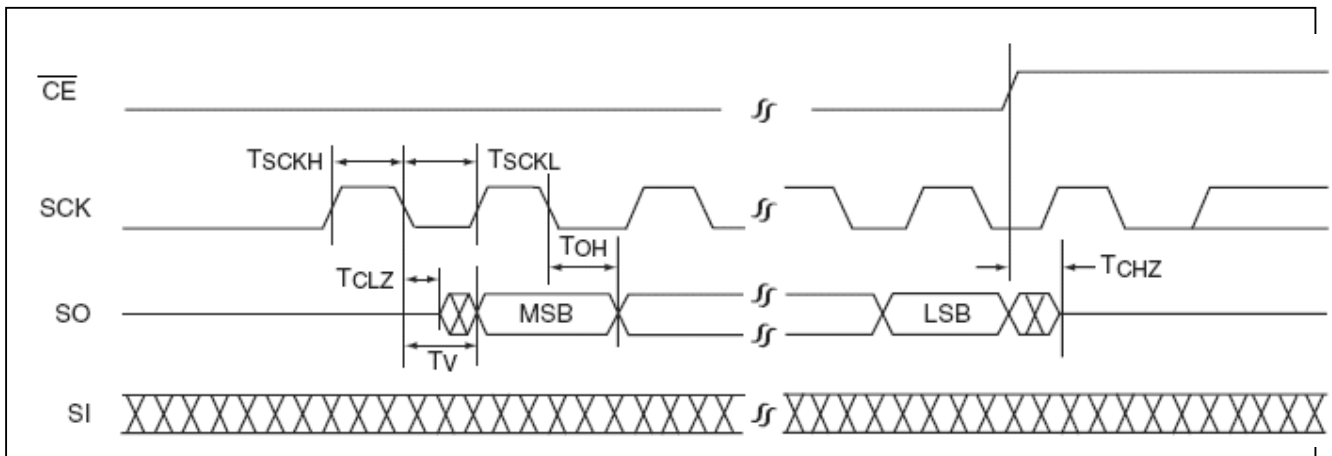 CE
TSCKH
TSCKL
SCK
TOH
TCLZ
TCHZ
SO
MSB
LSB
TV
SI